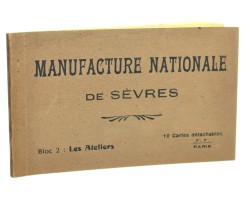 MANUFACTURE NATIONALE
DE SÈVRES
Bloc 2 : Les Ateliers
10 Cartes détachables
PARIS